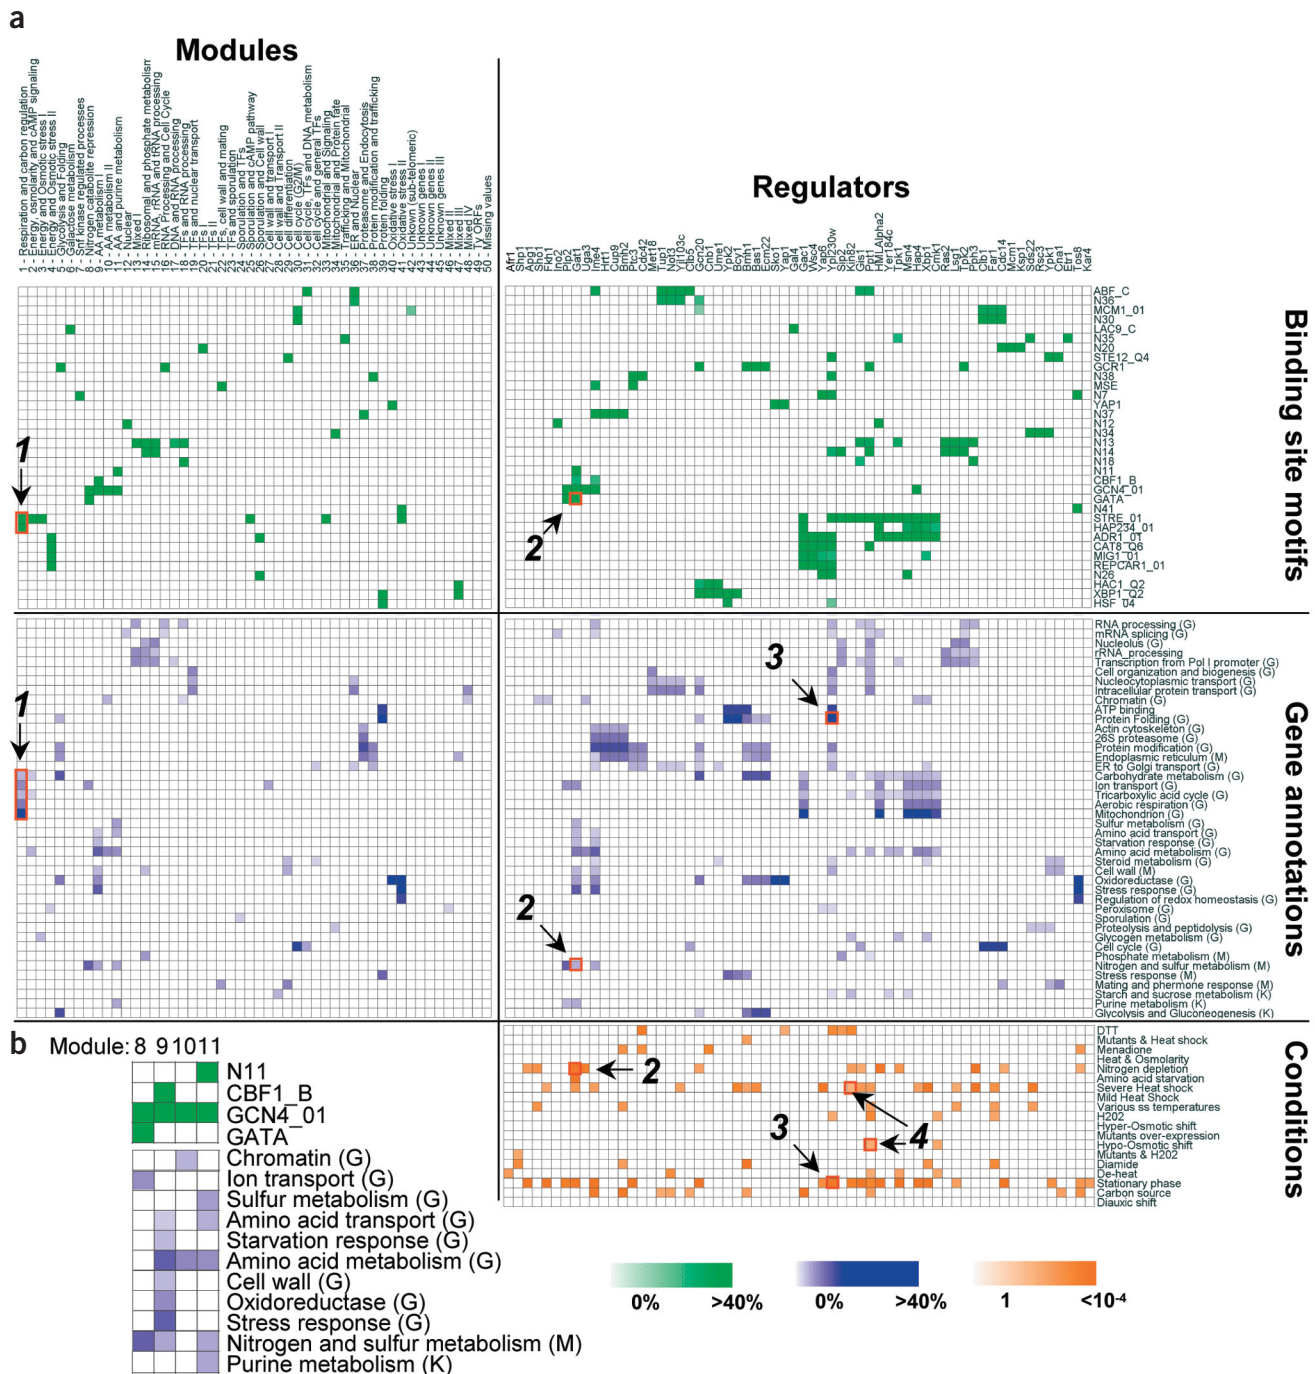 a
Modules
Regulators
1 - Respiration and carbon regulation
2 - Energy, osmolarity and cAMP signaling
3 - Energy and Osmotic stress I
4 - Energy and Osmotic stress II
5 - Glycolysis and Folding
6 - Galactose metabolism
7 - Snf kinase regulated processes
8 - Nitrogen catabolite repression
9 - AA metabolism I
10 - AA metabolism II
11 - AA and purine metabolism
12 - Nuclear
13 - Mixed I
14 - Ribosomal and phosphate metabolism
15 - mRNA, rRNA and tRNA processing
16 - RNA Processing and Cell Cycle
17 - DNA and RNA processing
18 - TFs and RNA processing
19 - TFs and nuclear transport
20 - TFs I
21 - TFs II
22 - TFs, cell wall and mating
23 - TFs and sporulation
24 - Sporulation and TFs
25 - Sporulation and cAMP pathway
26 - Sporulation and Cell wall
27 - Cell wall and transport I
28 - Cell wall and Transport II
29 - Cell differentiation
30 - Cell cycle (G2/M)
31 - Cell cycle, TFs and DNA metabolism
32 - Cell cycle and general TFs
33 - Mitochondrial and Signaling
34 - Mitochondrial and Protein fate
35 - Trafficking and Mitochondrial
36 - ER and Nuclear
37 - Proteasome and Endocytosis
38 - Protein modification and trafficking
39 - Protein folding
40 - Oxidative stress I
41 - Oxidative stress II
42 - Unkown (sub-telomeric)
43 - Unknown genes I
44 - Unknown genes II
45 - Unknown genes III
46 - Mixed II
47 - Mixed III
48 - Mixed IV
49 - TyORFs
50 - Missing values
Afr1
Shp1
Apg1
Sho1
Fin1
Ino2
Plp2
Gat1
Uga3
Ime4
Hrt1
Gcn9
Bmh2
Lhc3
Cdc42
Met18
Tup1
Not3
Yjl103c
Clb5
Gcn20
Cnb1
Yre1
Ypk2
Bcy1
Bmh1
Bas1
Ecm22
Sko1
Yap1
Gal4
Gac1
Wsc4
Yap6
Ypl230w
Sip2
Kin82
Gis1
Ppt1
HMLAlpha2
Yer184c
Tpk1
Msn4
Hap4
Xbp1
Cmk1
Ras2
Lsg1
Tpk2
Pph3
Clb1
Far1
Cdc14
Mcm1
Ksp1
Sds22
Rsc3
Ypk1
Cna1
Etr1
Tos8
Kar4
ABF_C
N36
MCM1_01
N30
LAC9_C
N35
N20
STE12_Q4
GCR1
N38
MSE
N7
YAP1
N37
N12
N34
N13
N14
N18
N11
CBF1_B
GCN4_01
GATA
N41
STRE_01
HAP234_01
ADR1_01
CAT8_Q6
MIG1_01
REPCAR1_01
N26
HAC1_Q2
XBP1_Q2
HSF_04
Binding site motifs
1
2
RNA processing (G)
mRNA splicing (G)
Nucleolus (G)
rRNA_processing
Transcription from Pol I promoter (G)
Cell organization and biogenesis (G)
Nucleocytoplasmic transport (G)
Intracellular protein transport (G)
Chromatin (G)
ATP binding
Protein Folding (G)
Actin cytoskeleton (G)
26S proteasome (G)
Protein modification (G)
Endoplasmic reticulum (M)
ER to Golgi transport (G)
Carbohydrate metabolism (G)
Ion transport (G)
Tricarboxylic acid cycle (G)
Aerobic respiration (G)
Mitochondrion (G)
Sulfur metabolism (G)
Amino acid transport (G)
Starvation response (G)
Amino acid metabolism (G)
Steroid metabolism (G)
Cell wall (M)
Oxidoreductase (G)
Stress response (G)
Regulation of redox homeostasis (G)
Peroxisome (G)
Sporulation (G)
Proteolysis and peptidolysis (G)
Glycogen metabolism (G)
Cell cycle (G)
Phosphate metabolism (M)
Nitrogen and sulfur metabolism (M)
Stress response (M)
Mating and phermone response (M)
Starch and sucrose metabolism (K)
Purine metabolism (K)
Glycolysis and Gluconeogenesis (K)
Gene annotations
1
3
2
b
Module: 8 9 10 11
N11
CBF1_B
GCN4_01
GATA
Chromatin (G)
Ion transport (G)
Sulfur metabolism (G)
Amino acid transport (G)
Starvation response (G)
Amino acid metabolism (G)
Cell wall (G)
Oxidoreductase (G)
Stress response (G)
Nitrogen and sulfur metabolism (M)
Purine metabolism (K)
DTT
Mutants & Heat shock
Menadione
Heat & Osmolarity
Nitrogen depletion
Amino acid starvation
Severe Heat shock
Mild Heat Shock
Various ss temperatures
H202
Hyper-Osmotic shift
Mutants over-expression
Hypo-Osmotic shift
Mutants & H202
Diamide
De-heat
Stationary phase
Carbon source
Diauxic shift
Conditions
2
3
4
0% >40%
0% >40%
1 <10-4